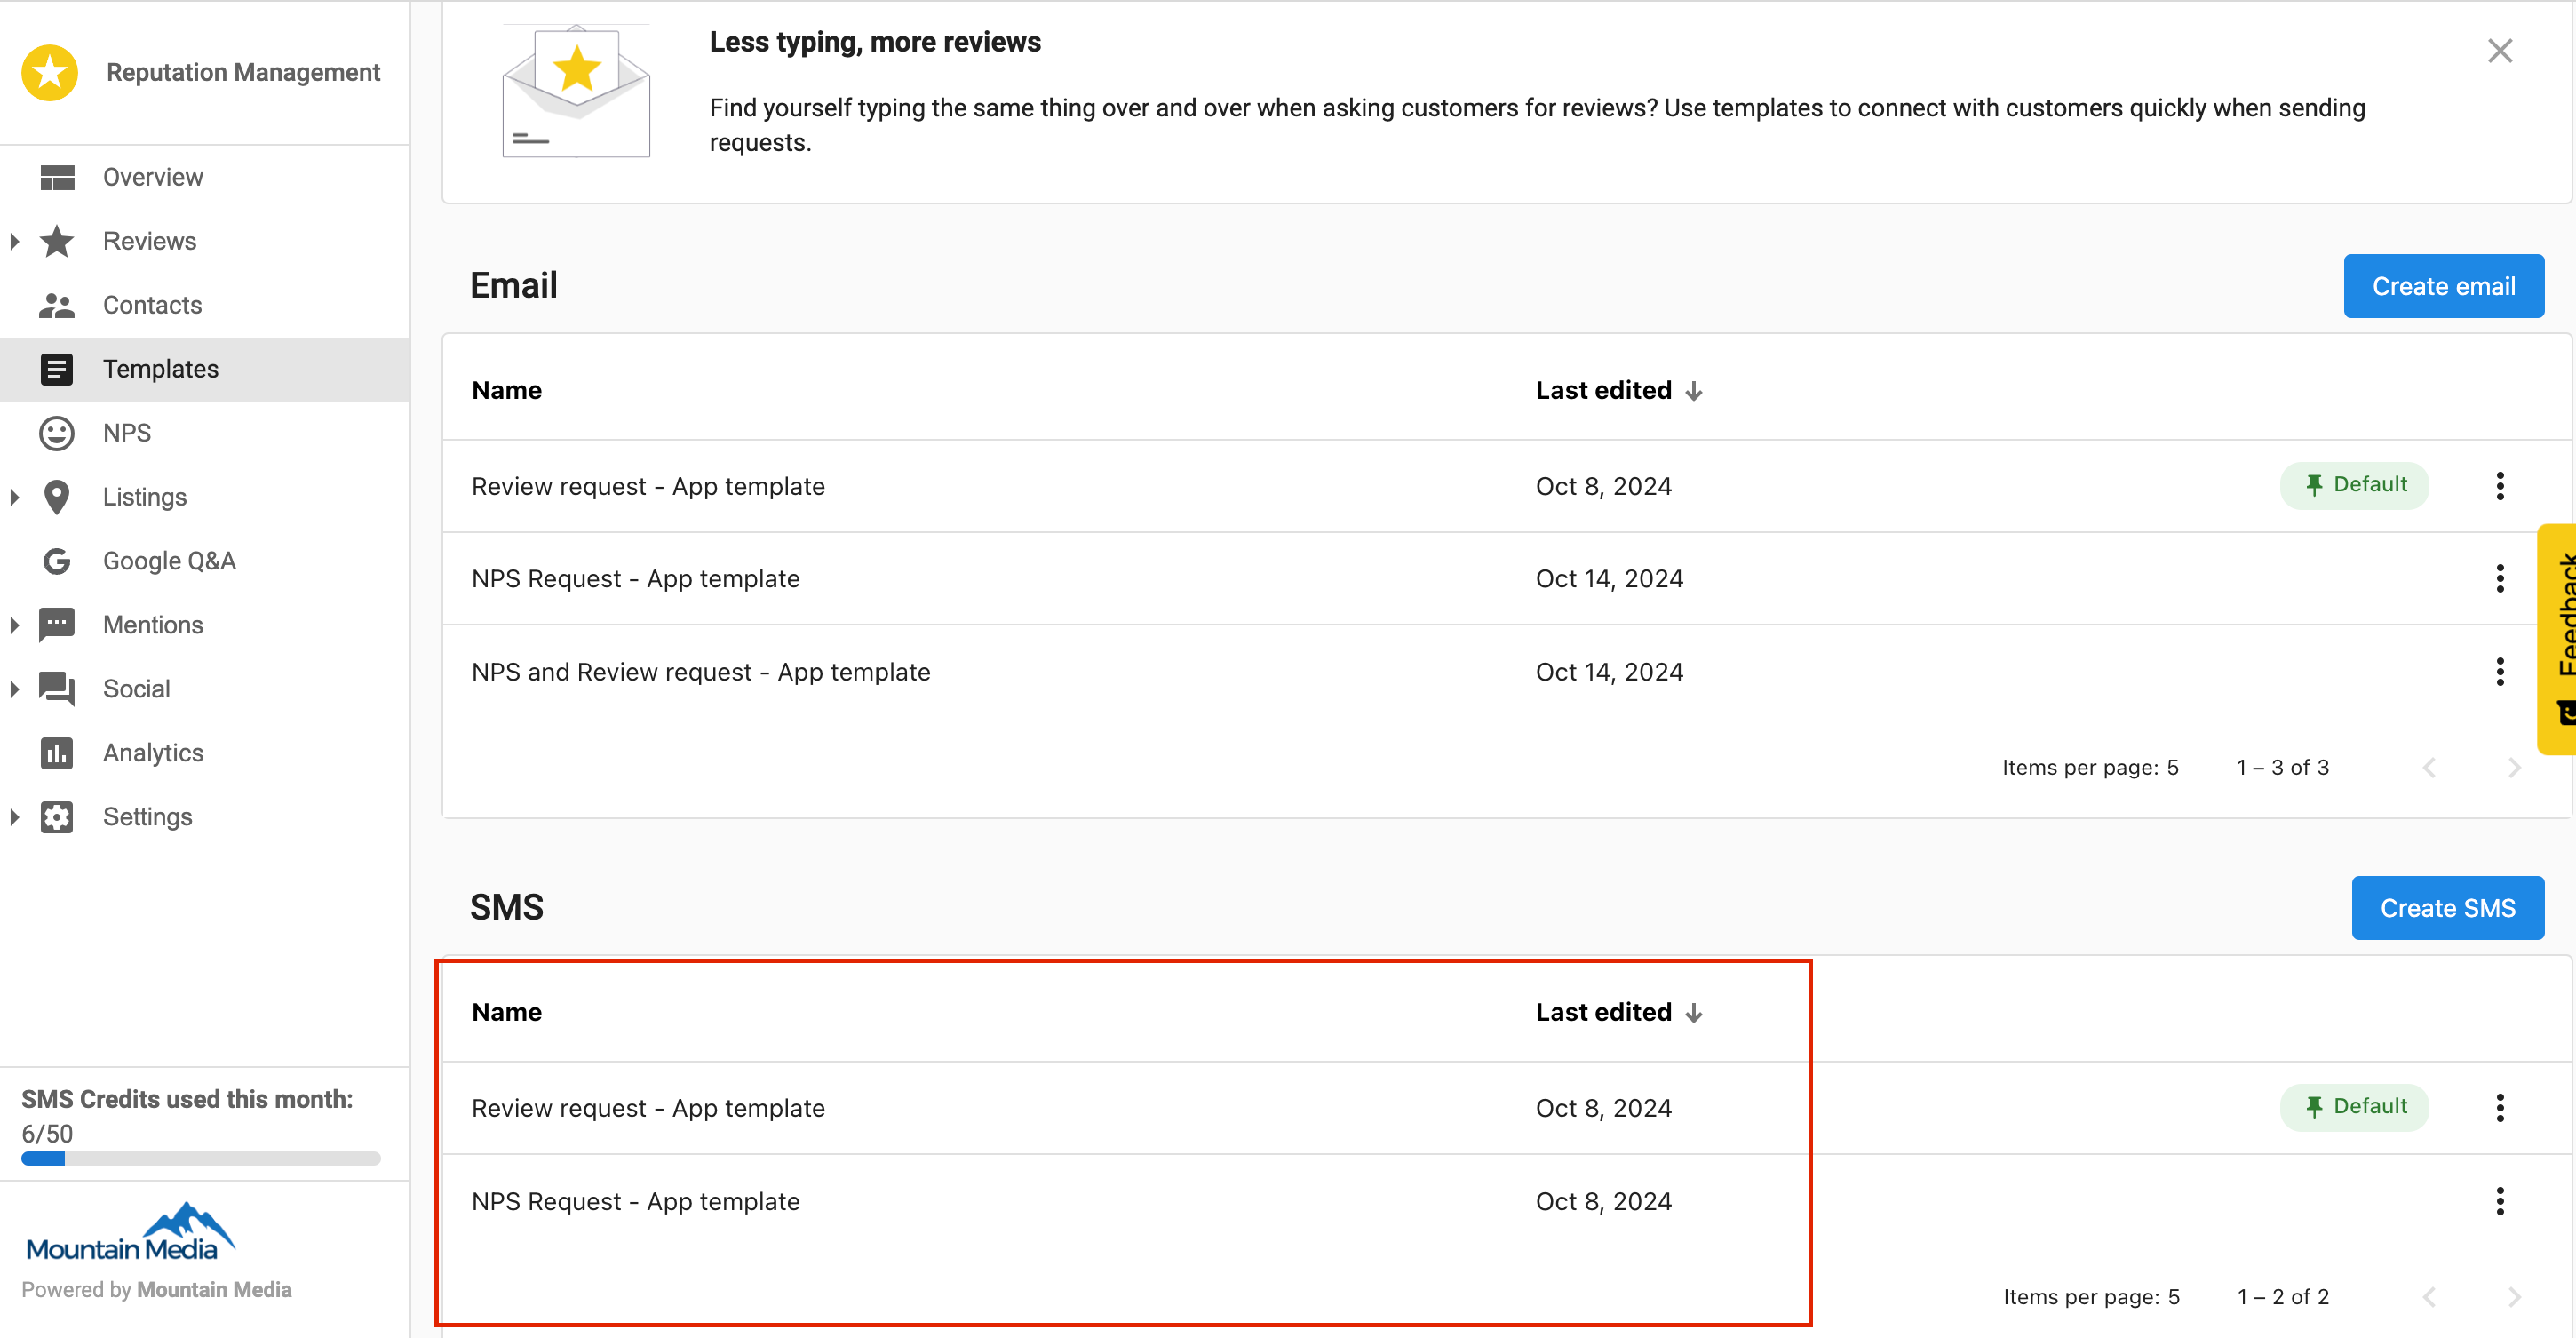 Reputation Management
Overview
Reviews
Contacts
Templates
NPS
Listings
Google Q&A
Mentions
Social
Analytics
Settings
SMS Credits used this month:
6/50
Mountain Media
Powered by Mountain Media
Less typing, more reviews
Find yourself typing the same thing over and over when asking customers for reviews? Use templates to connect with customers quickly when sending
requests.
Email
Create email
Name Last edited
Review request - App template Oct 8, 2024 Default
NPS Request - App template Oct 14, 2024
NPS and Review request - App template Oct 14, 2024
Items per page: 5 1 – 3 of 3
SMS
Create SMS
Name Last edited
Review request - App template Oct 8, 2024 Default
NPS Request - App template Oct 8, 2024
Items per page: 5 1 – 2 of 2
Feedback